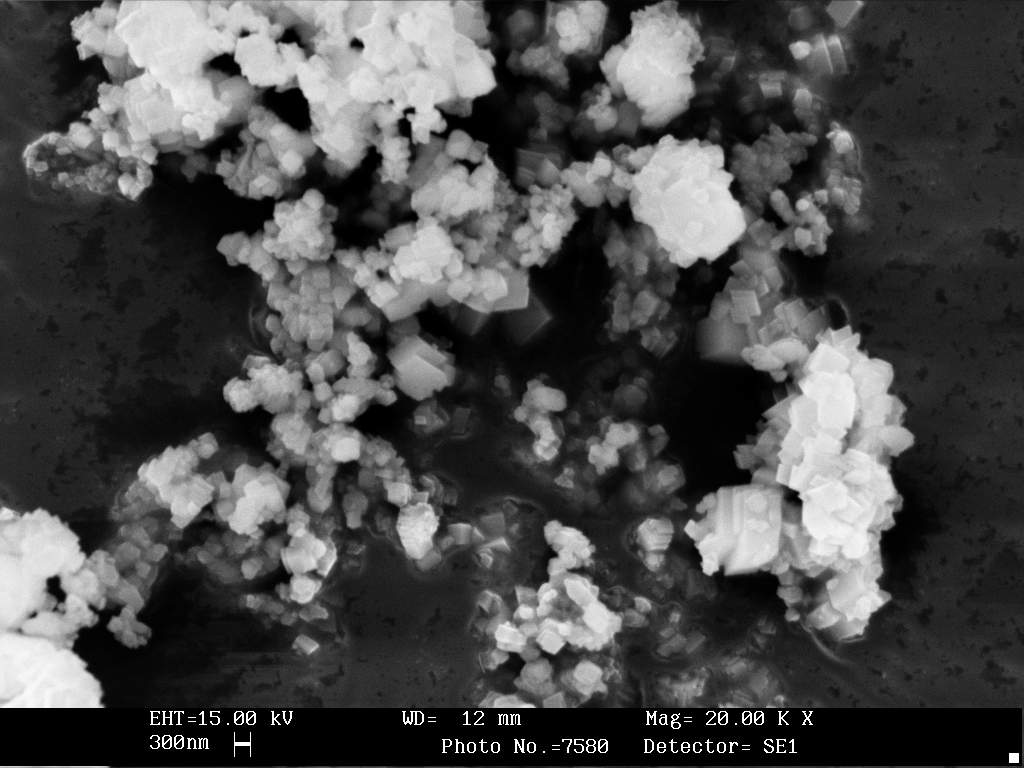 EHT=15.00 kV WD= 12 mm Mag= 20.00 K X
300nm Photo No.=7580 Detector= SE1